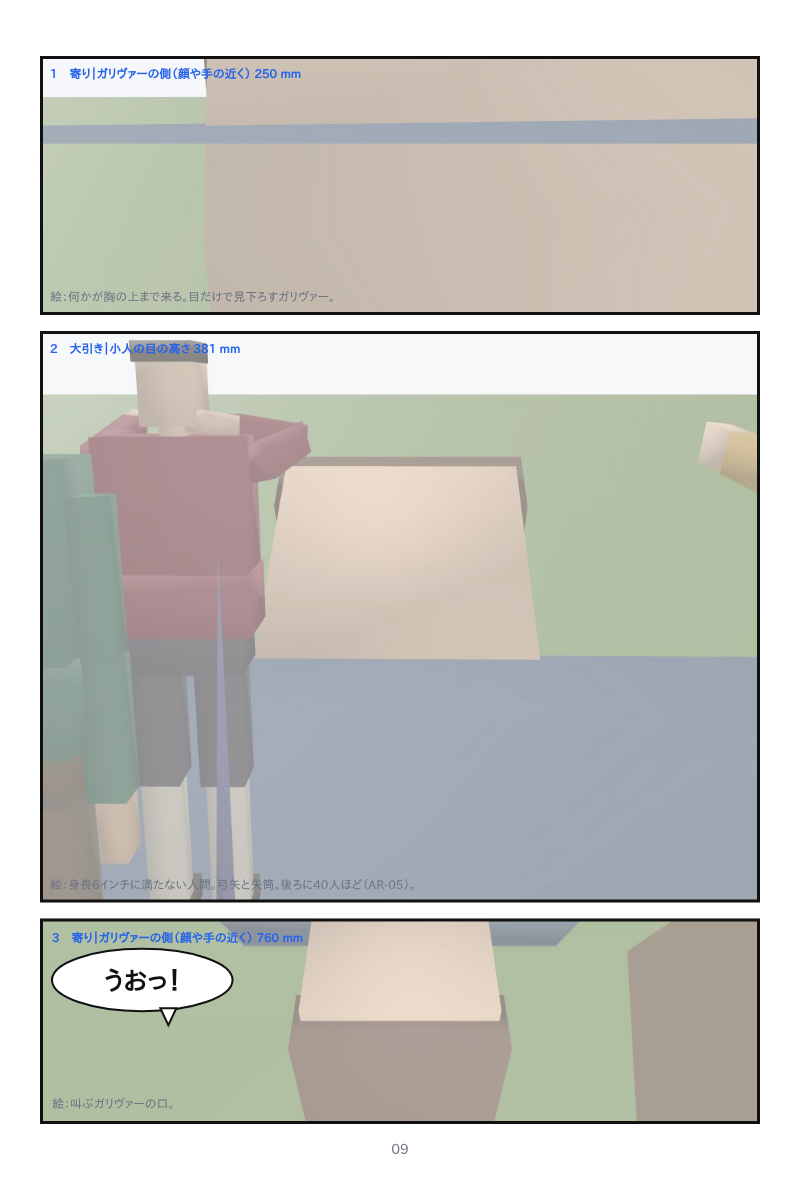 1 寄り|ガリヴァーの側（顔や手の近く） 250 mm
絵：何かが胸の上まで来る。目だけで見下ろすガリヴァー。
2 大引き|小人の目の高さ 381 mm
絵：身長6インチに満たない人間。弓矢と矢筒。後ろに40人ほど（AR-05）。
3 寄り|ガリヴァーの側（顔や手の近く） 760 mm
うおっ！
絵：叫ぶガリヴァーの口。
09